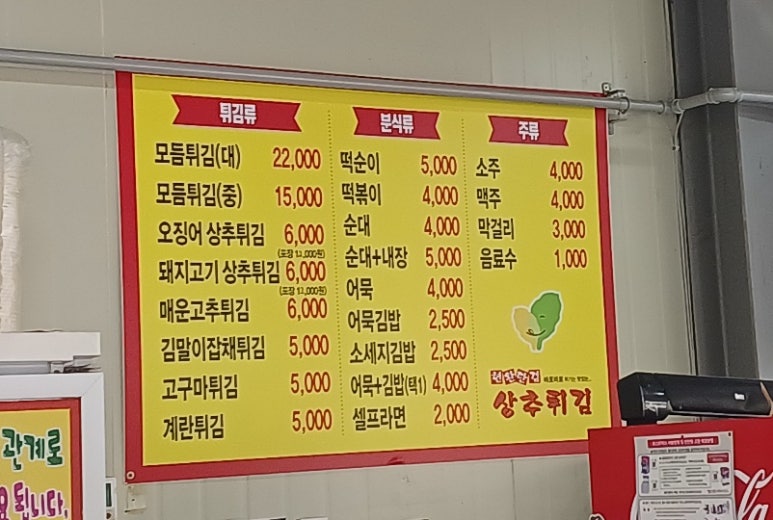 튀김류
모듬튀김(대) 22,000
모듬튀김(중) 15,000
오징어 상추튀김 6,000
돼지고기 상추튀김 6,000
매운고추튀김 6,000
김말이잡채튀김 5,000
고구마튀김 5,000
계란튀김 5,000
분식류
떡순이 5,000
떡볶이 4,000
순대 4,000
순대+내장 5,000
어묵 4,000
어묵김밥 2,500
소세지김밥 2,500
어묵+김밥(택1) 4,000
셀프라면 2,000
주류
소주 4,000
맥주 4,000
막걸리 3,000
음료수 1,000
상추튀김
관계로
됩니다.